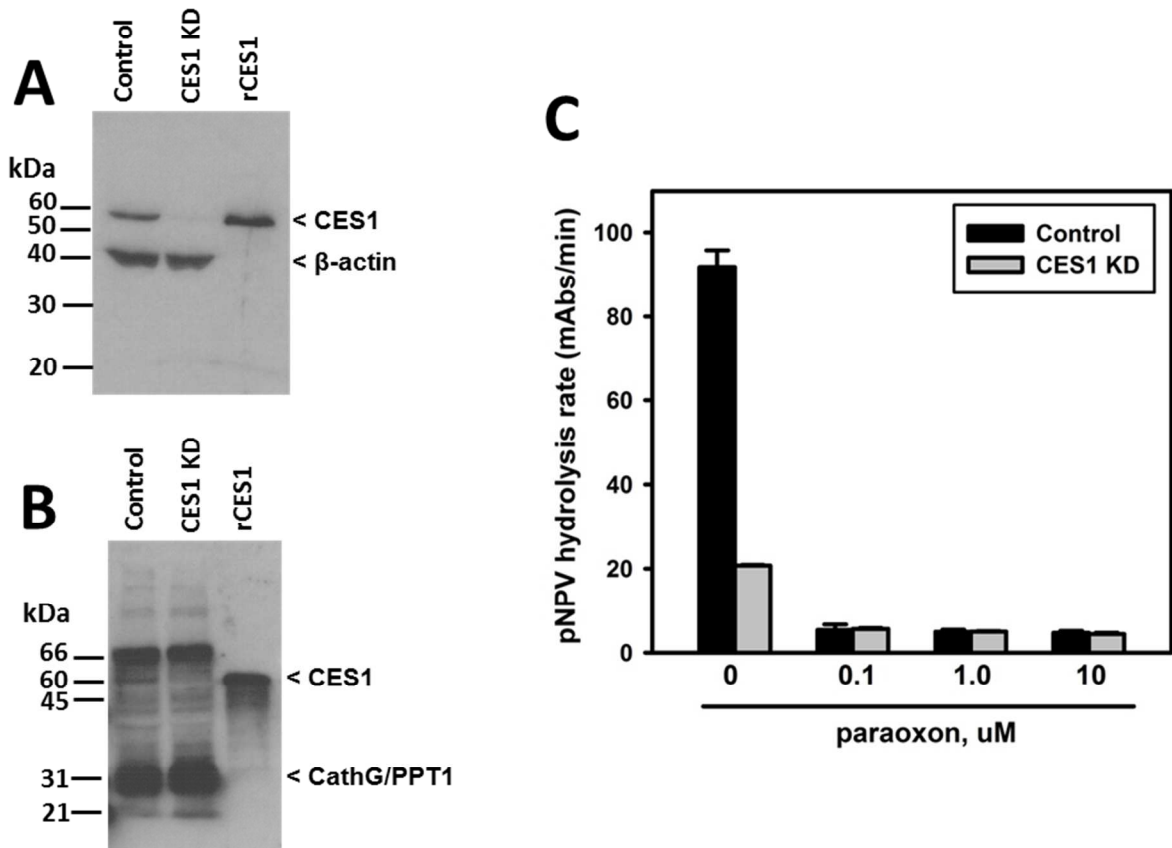 A
Control
CES1 KD
rCES1
kDa
60
50
40
30
20
< CES1
< β-actin
B
Control
CES1 KD
rCES1
kDa
66
60
45
31
21
< CES1
< CathG/PPT1
C
pNPV hydrolysis rate (mAbs/min)
100
80
60
40
20
0
Control
CES1 KD
0 0.1 1.0 10
paraoxon, uM